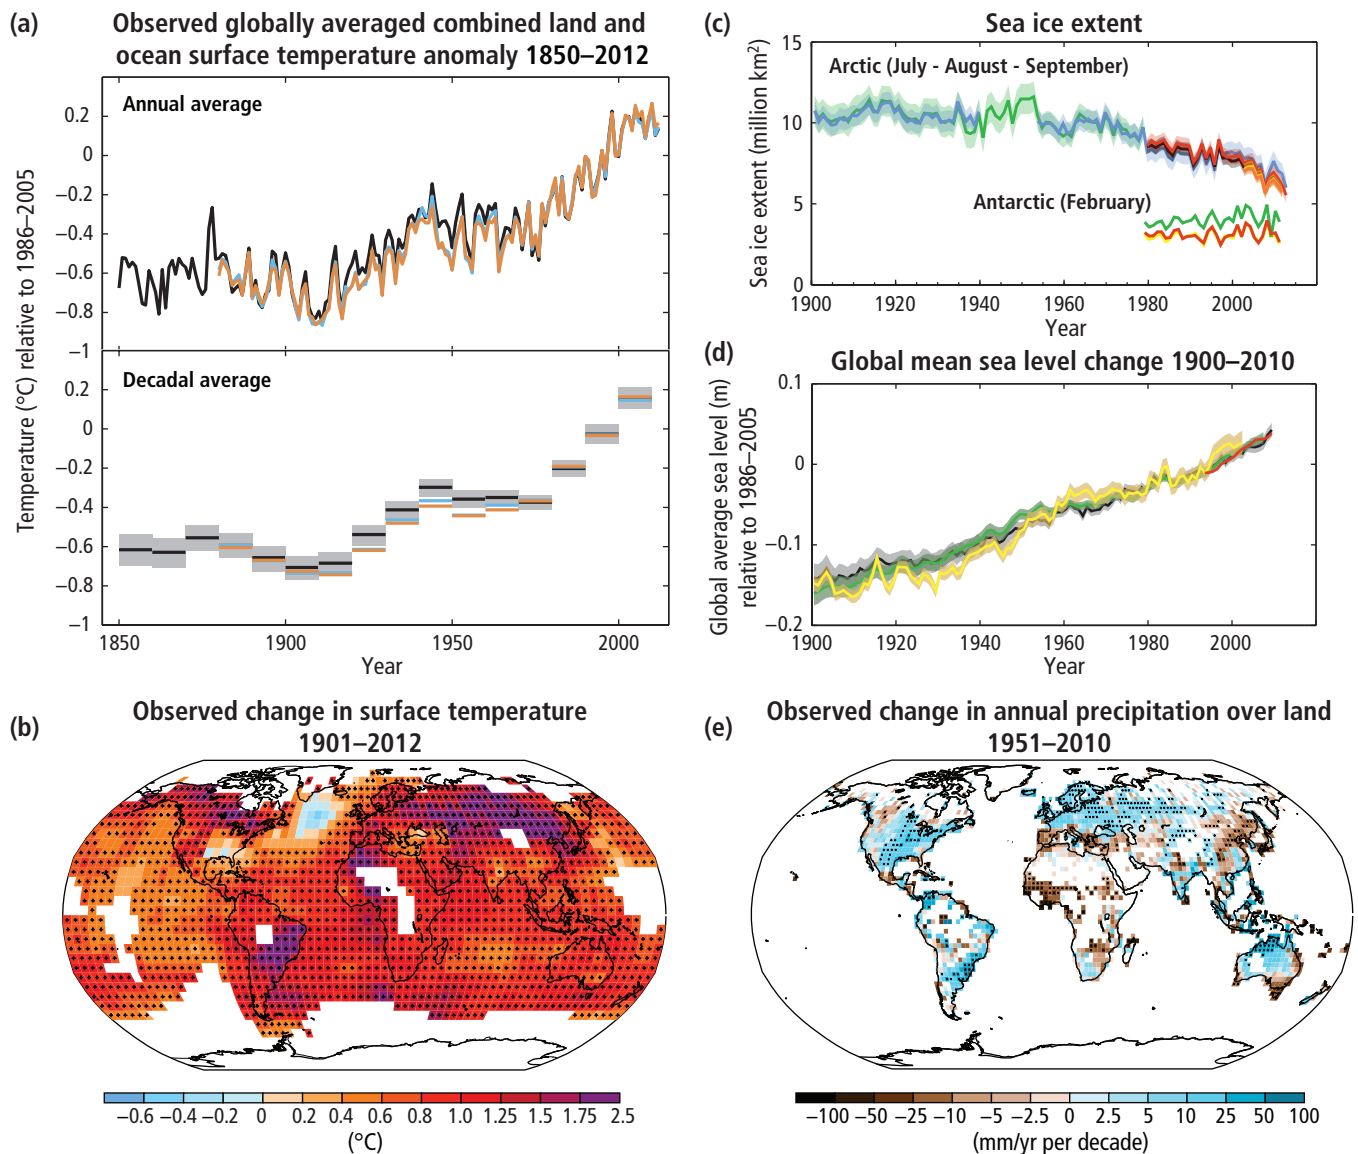 (a)
Observed globally averaged combined land and
ocean surface temperature anomaly 1850–2012
Annual average
0.2
0
−0.2
−0.4
−0.6
−0.8
−1
Decadal average
0.2
0
−0.2
−0.4
−0.6
−0.8
−1
Temperature (°C) relative to 1986–2005
1850
1900
1950
2000
Year
(c)
Sea ice extent
15
10
5
0
Sea ice extent (million km²)
Arctic (July - August - September)
Antarctic (February)
1900
1920
1940
1960
1980
2000
Year
(d)
Global mean sea level change 1900–2010
0.1
0
−0.1
−0.2
Global average sea level (m)
relative to 1986–2005
1900
1920
1940
1960
1980
2000
Year
(b)
Observed change in surface temperature
1901–2012
−0.6
−0.4
−0.2
0
0.2
0.4
0.6
0.8
1.0
1.25
1.5
1.75
2.5
(°C)
(e)
Observed change in annual precipitation over land
1951–2010
−100
−50
−25
−10
−5
−2.5
0
2.5
5
10
25
50
100
(mm/yr per decade)